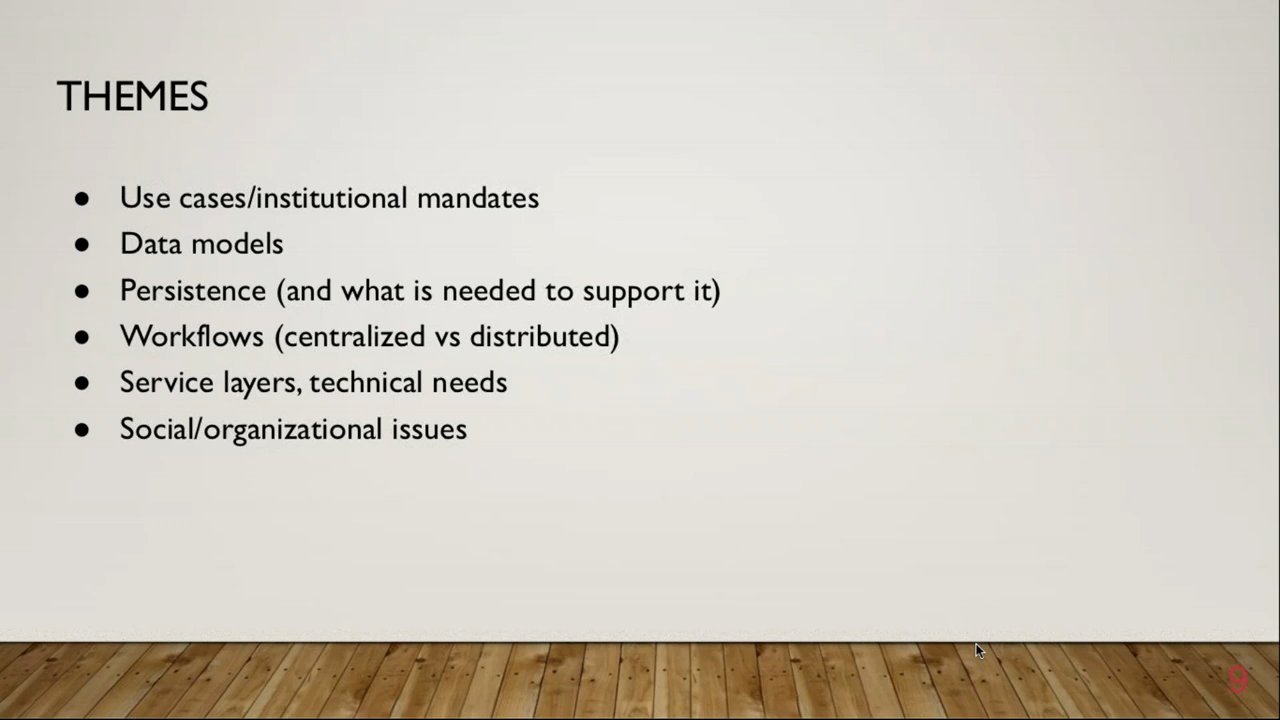 THEMES
● Use cases/institutional mandates
● Data models
● Persistence (and what is needed to support it)
● Workflows (centralized vs distributed)
● Service layers, technical needs
● Social/organizational issues
9